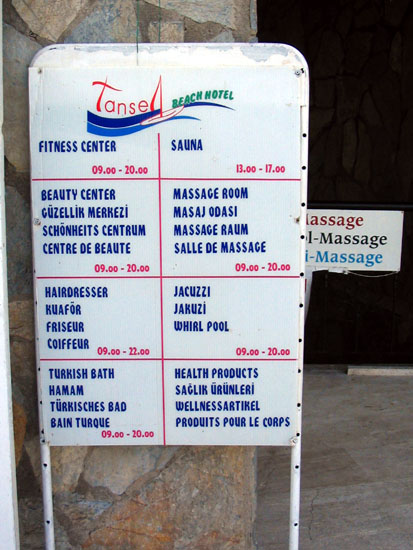 Tansel BEACH HOTEL
FITNESS CENTER
09.00 - 20.00
SAUNA
13.00 - 17.00
BEAUTY CENTER
GÜZELLİK MERKEZİ
SCHÖNHEITS CENTRUM
CENTRE DE BEAUTE
09.00 - 20.00
MASSAGE ROOM
MASAJ ODASI
MASSAGE RAUM
SALLE DE MASSAGE
09.00 - 20.00
HAIRDRESSER
KUAFÖR
FRISEUR
COIFFEUR
09.00 - 22.00
JACUZZI
JAKUZİ
WHIRL POOL
09.00 - 20.00
TURKISH BATH
HAMAM
TÜRKISCHES BAD
BAIN TURQUE
09.00 - 20.00
HEALTH PRODUCTS
SAĞLIK ÜRÜNLERİ
WELLNESSARTIKEL
PRODUITS POUR LE CORPS
Massage
l-Massage
i-Massage